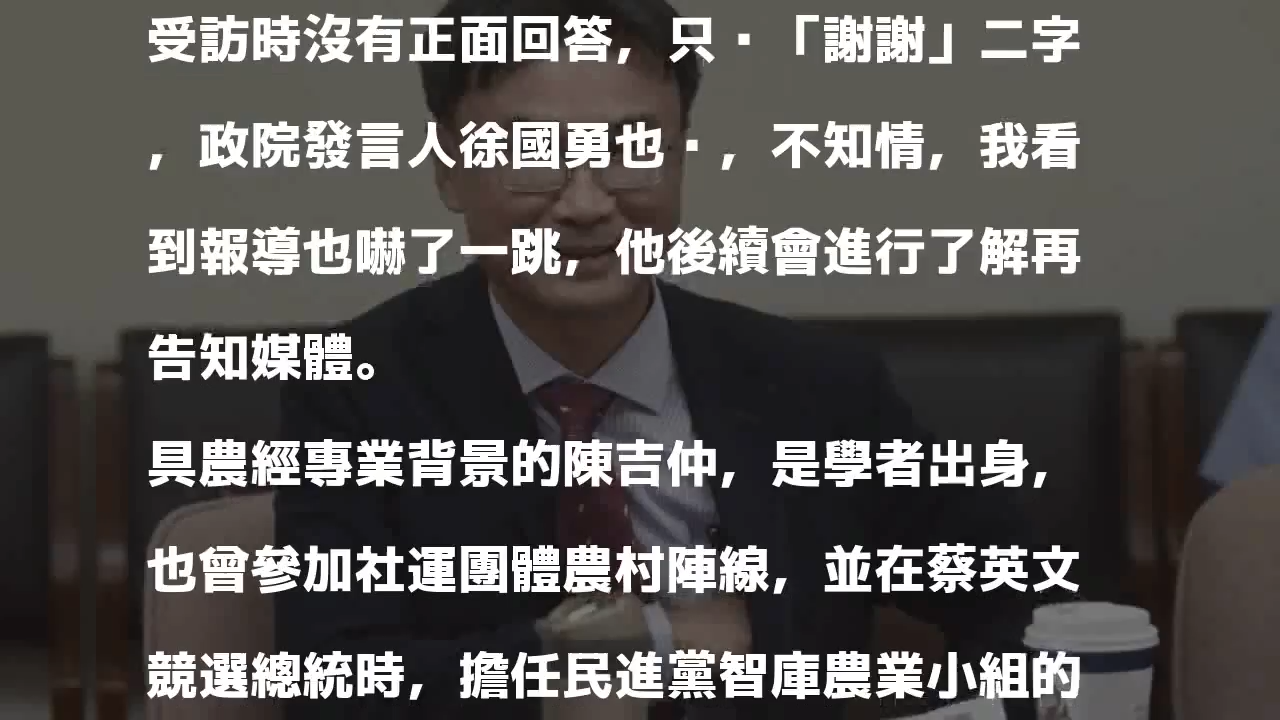 受訪時沒有正面回答，只▪「謝謝」二字
，政院發言人徐國勇也▪，不知情，我看
到報導也嚇了一跳，他後續會進行了解再
告知媒體。
具農經專業背景的陳吉仲，是學者出身，
也曾參加社運團體農村陣線，並在蔡英文
競選總統時，擔任民進黨智庫農業小組的